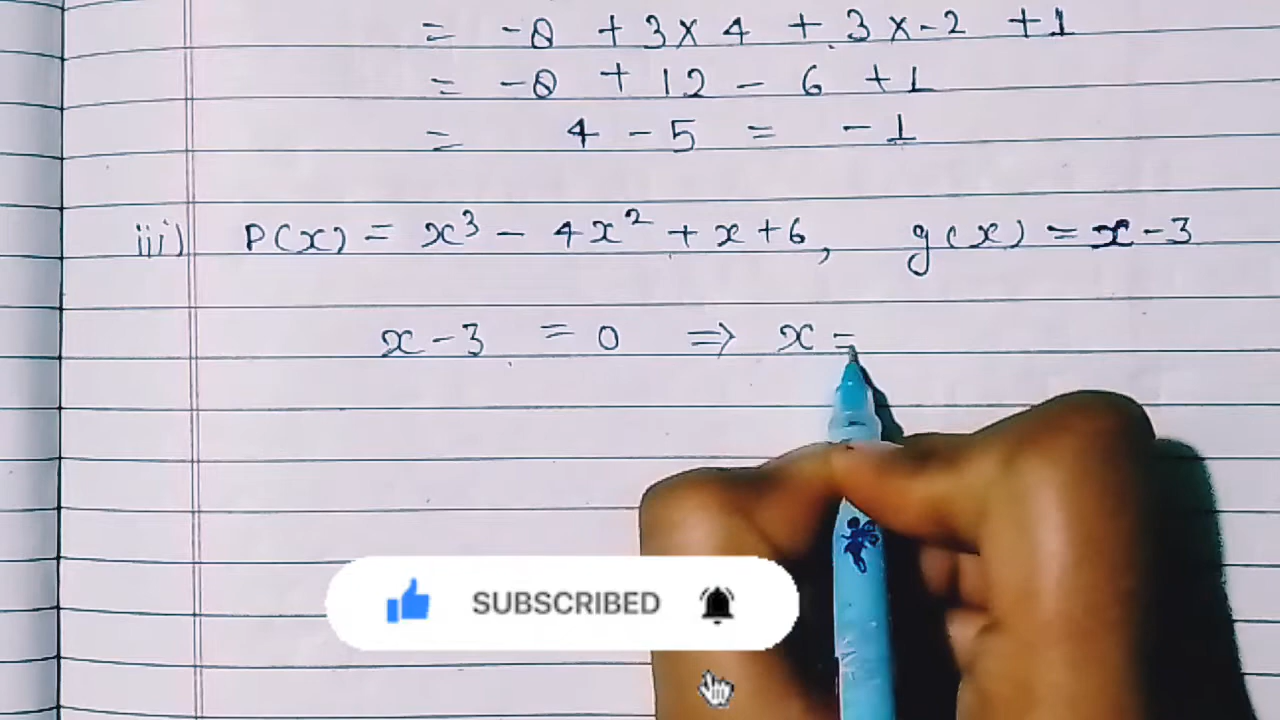 = -8 + 3 x 4 + 3 x -2 + 1
= -8 + 12 - 6 + 1
= 4 - 5 = -1
iii) P(x) = x³ - 4x² + x + 6, g(x) = x - 3
x - 3 = 0 ⇒ x =
SUBSCRIBED